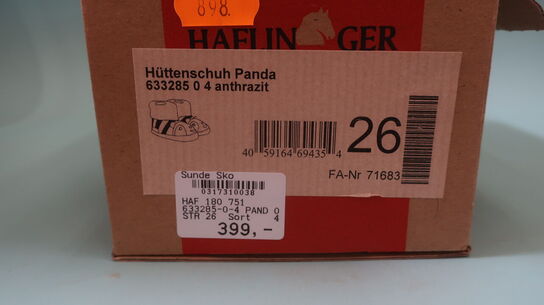 898.
HAFLINGER
Hüttenschuh Panda
633285 0 4 anthrazit
26
40 59164 69435 4
FA-Nr 71683
Sunde Sko
0317310038
HAF 180 751
633285-0-4 PAND 0
STR 26 Sort 4
399,-